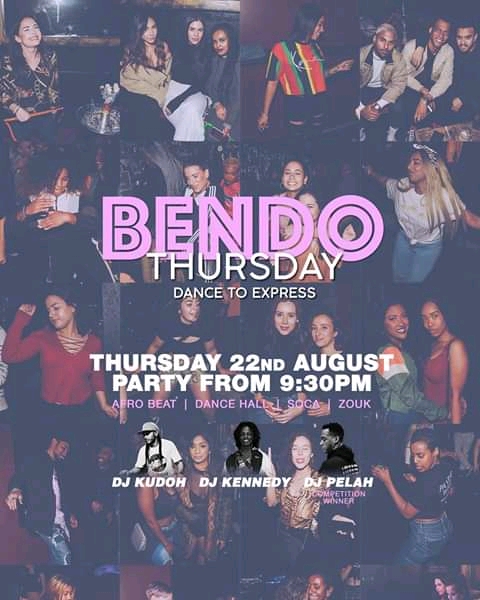 BENDO
THURSDAY
DANCE TO EXPRESS
THURSDAY 22ND AUGUST
PARTY FROM 9:30PM
AFRO BEAT | DANCE HALL | SOCA | ZOUK
DJ KUDOH DJ KENNEDY DJ PELAH
COMPETITION
WINNER